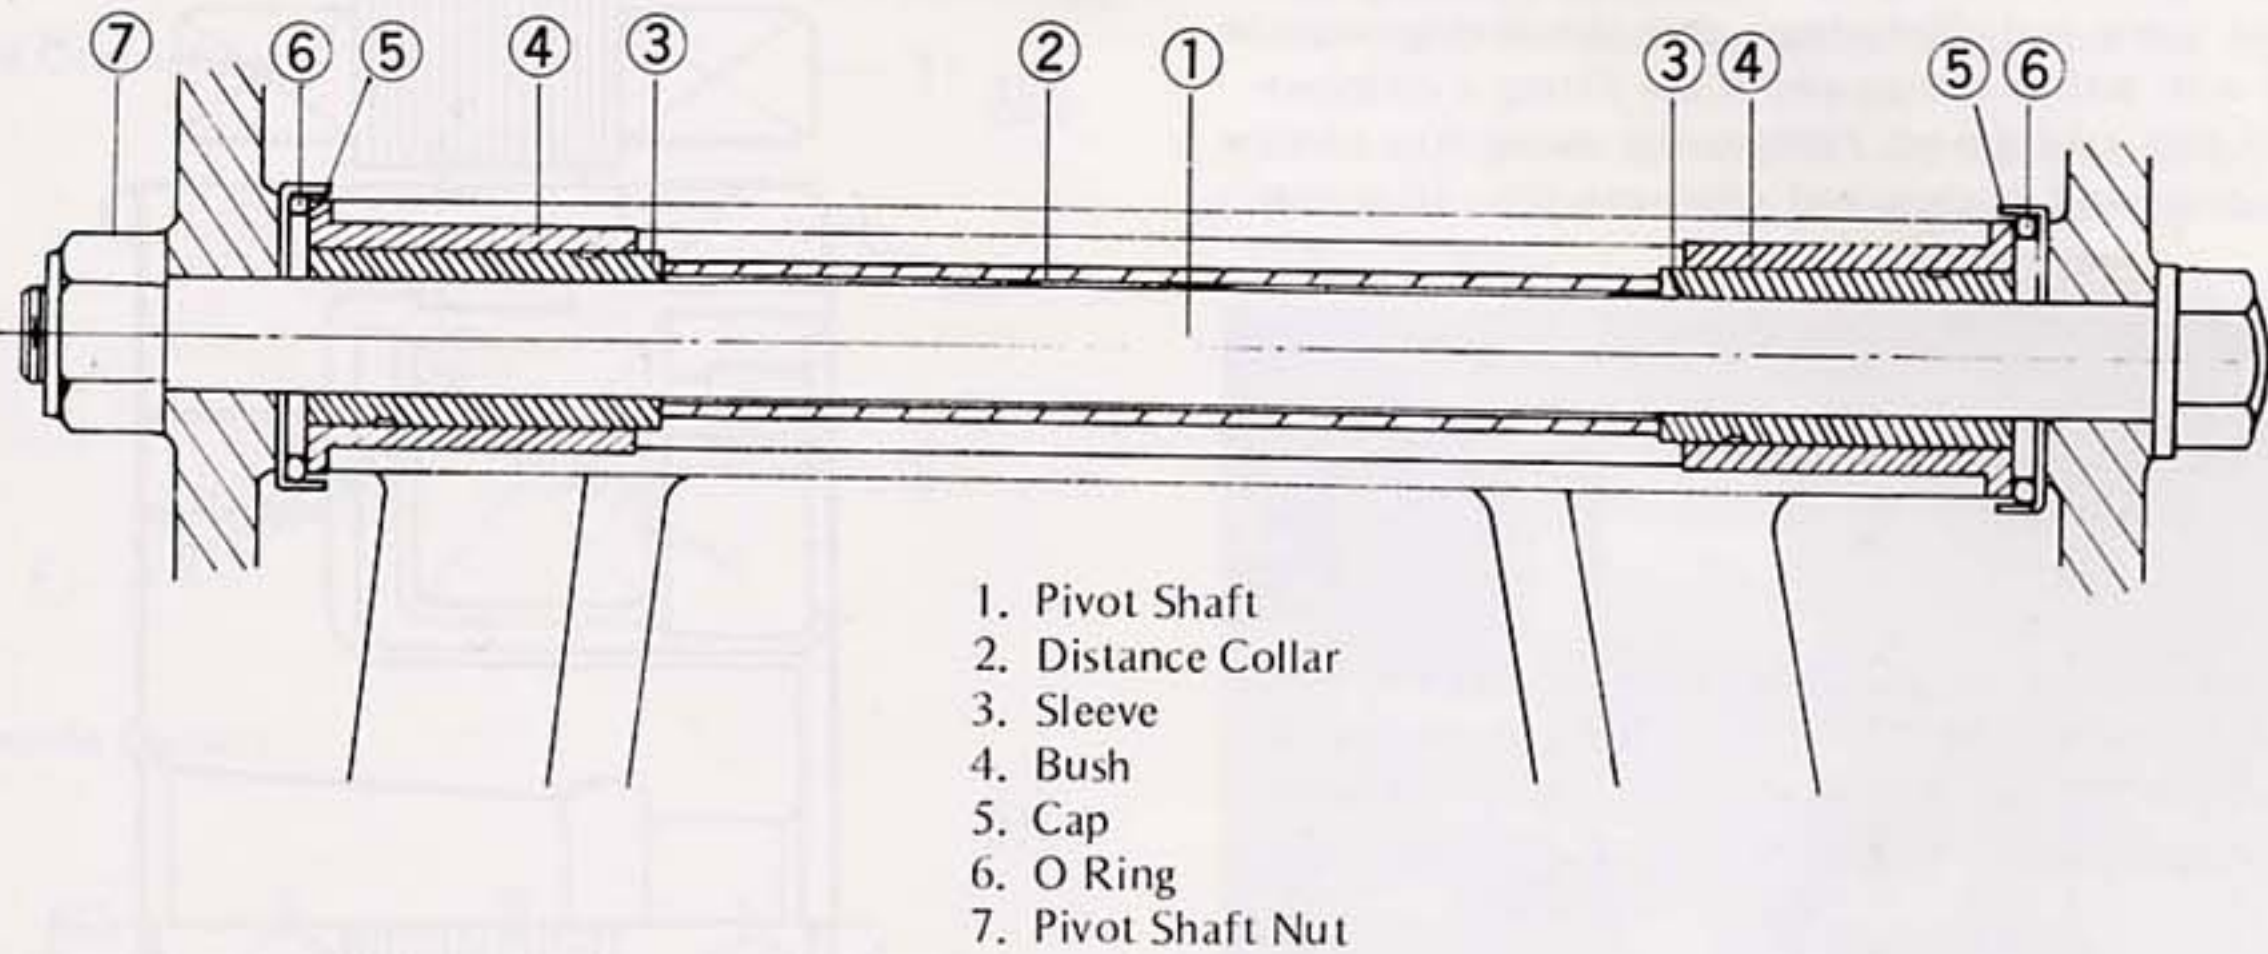 ⑦ ⑥ ⑤ ④ ③ ② ① ③ ④ ⑤ ⑥
1. Pivot Shaft
2. Distance Collar
3. Sleeve
4. Bush
5. Cap
6. O Ring
7. Pivot Shaft Nut